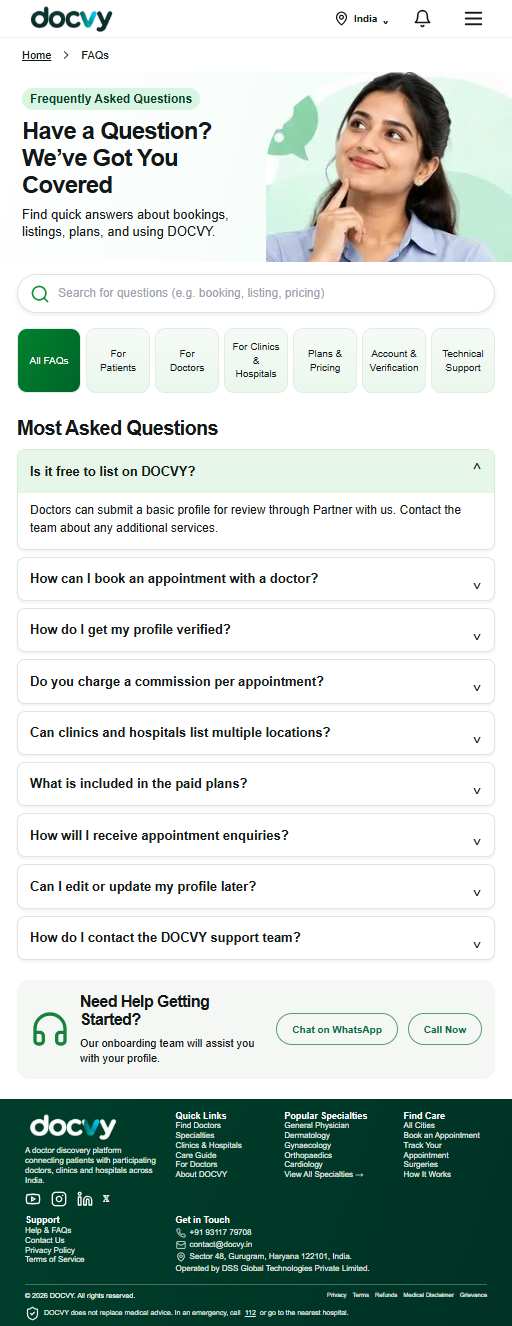 docvy
India
Home > FAQs
Frequently Asked Questions
Have a Question?
We've Got You
Covered
Find quick answers about bookings,
listings, plans, and using DOCVY.
Search for questions (e.g. booking, listing, pricing)
All FAQs
For
Patients
For
Doctors
For Clinics
&
Hospitals
Plans &
Pricing
Account &
Verification
Technical
Support
Most Asked Questions
Is it free to list on DOCVY?
Doctors can submit a basic profile for review through Partner with us. Contact the
team about any additional services.
How can I book an appointment with a doctor?
How do I get my profile verified?
Do you charge a commission per appointment?
Can clinics and hospitals list multiple locations?
What is included in the paid plans?
How will I receive appointment enquiries?
Can I edit or update my profile later?
How do I contact the DOCVY support team?
Need Help Getting
Started?
Our onboarding team will assist you
with your profile.
Chat on WhatsApp
Call Now
docvy
A doctor discovery platform
connecting patients with participating
doctors, clinics and hospitals across
India.
Quick Links
Find Doctors
Specialties
Clinics & Hospitals
Care Guide
For Doctors
About DOCVY
Popular Specialties
General Physician
Dermatology
Gynaecology
Orthopaedics
Cardiology
View All Specialties →
Find Care
All Cities
Book an Appointment
Track Your
Appointment
Surgeries
How It Works
Support
Help & FAQs
Contact Us
Privacy Policy
Terms of Service
Get in Touch
+91 93117 79708
contact@docvy.in
Sector 48, Gurugram, Haryana 122101, India.
Operated by DSS Global Technologies Private Limited.
© 2026 DOCVY. All rights reserved.
Privacy Terms Refunds Medical Disclaimer Grievance
DOCVY does not replace medical advice. In an emergency, call 112 or go to the nearest hospital.